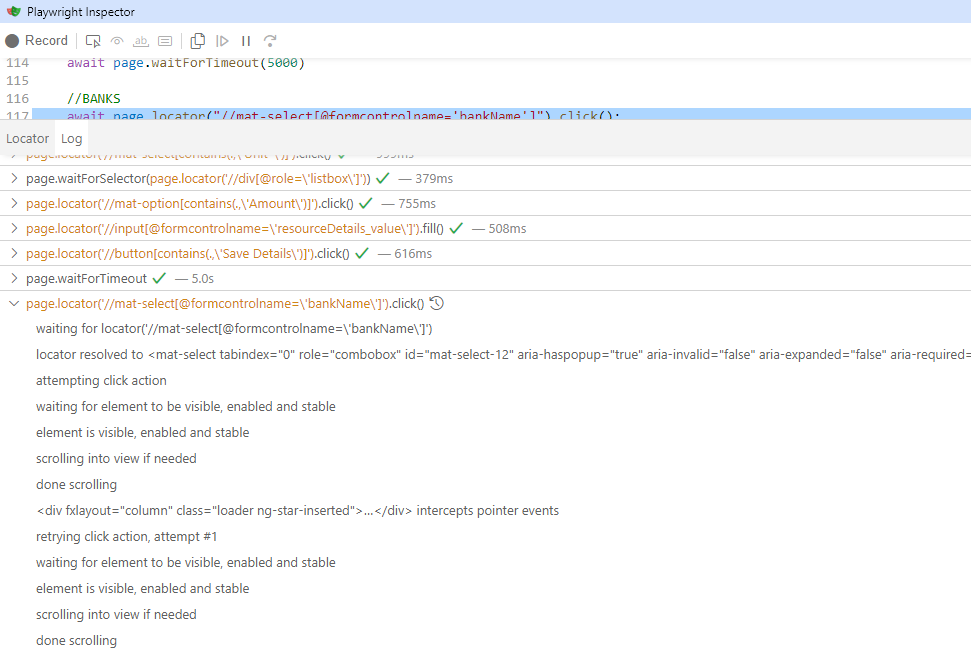 Playwright Inspector
Record
114 await page.waitForTimeout(5000)
115
116 //BANKS
117 await page.locator("//mat-select[@formcontrolname='bankName']").click();
Locator Log
page.locator('//mat-select[contains(.,\'Unit\')]').click() — 999ms
page.waitForSelector(page.locator('//div[@role=\'listbox\']')) — 379ms
page.locator('//mat-option[contains(.,\'Amount\')]').click() — 755ms
page.locator('//input[@formcontrolname=\'resourceDetails_value\']').fill() — 508ms
page.locator('//button[contains(.,\'Save Details\')]').click() — 616ms
page.waitForTimeout — 5.0s
page.locator('//mat-select[@formcontrolname=\'bankName\']').click()
waiting for locator('//mat-select[@formcontrolname=\'bankName\']')
locator resolved to <mat-select tabindex="0" role="combobox" id="mat-select-12" aria-haspopup="true" aria-invalid="false" aria-expanded="false" aria-required=
attempting click action
waiting for element to be visible, enabled and stable
element is visible, enabled and stable
scrolling into view if needed
done scrolling
<div fxlayout="column" class="loader ng-star-inserted">…</div> intercepts pointer events
retrying click action, attempt #1
waiting for element to be visible, enabled and stable
element is visible, enabled and stable
scrolling into view if needed
done scrolling